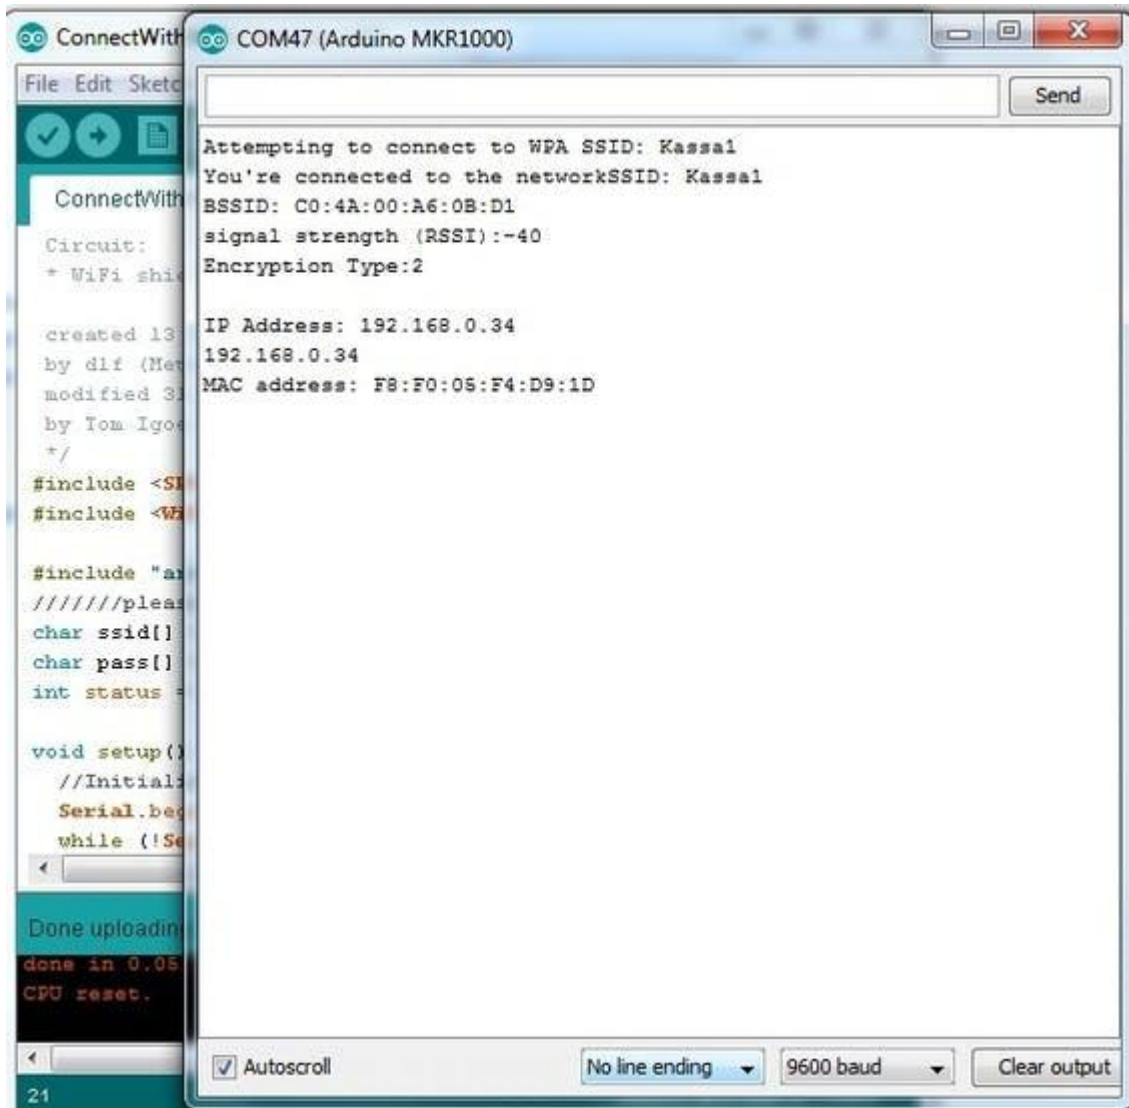 ConnectWith
COM47 (Arduino MKR1000)
File Edit Sketc
Send
ConnectWith
Attempting to connect to WPA SSID: Kassa1
You're connected to the networkSSID: Kassa1
BSSID: C0:4A:00:A6:0B:D1
signal strength (RSSI):-40
Encryption Type:2
IP Address: 192.168.0.34
192.168.0.34
MAC address: F8:F0:05:F4:D9:1D
Circuit:
* WiFi shie
created 13
by dlf (Met
modified 31
by Tom Igoe
*/
#include <SP
#include <Wi
#include "ar
///////pleas
char ssid[]
char pass[]
int status =
void setup()
//Initiali
Serial.beg
while (!Se
Done uploading
done in 0.05
CPU reset.
Autoscroll
No line ending
9600 baud
Clear output
21